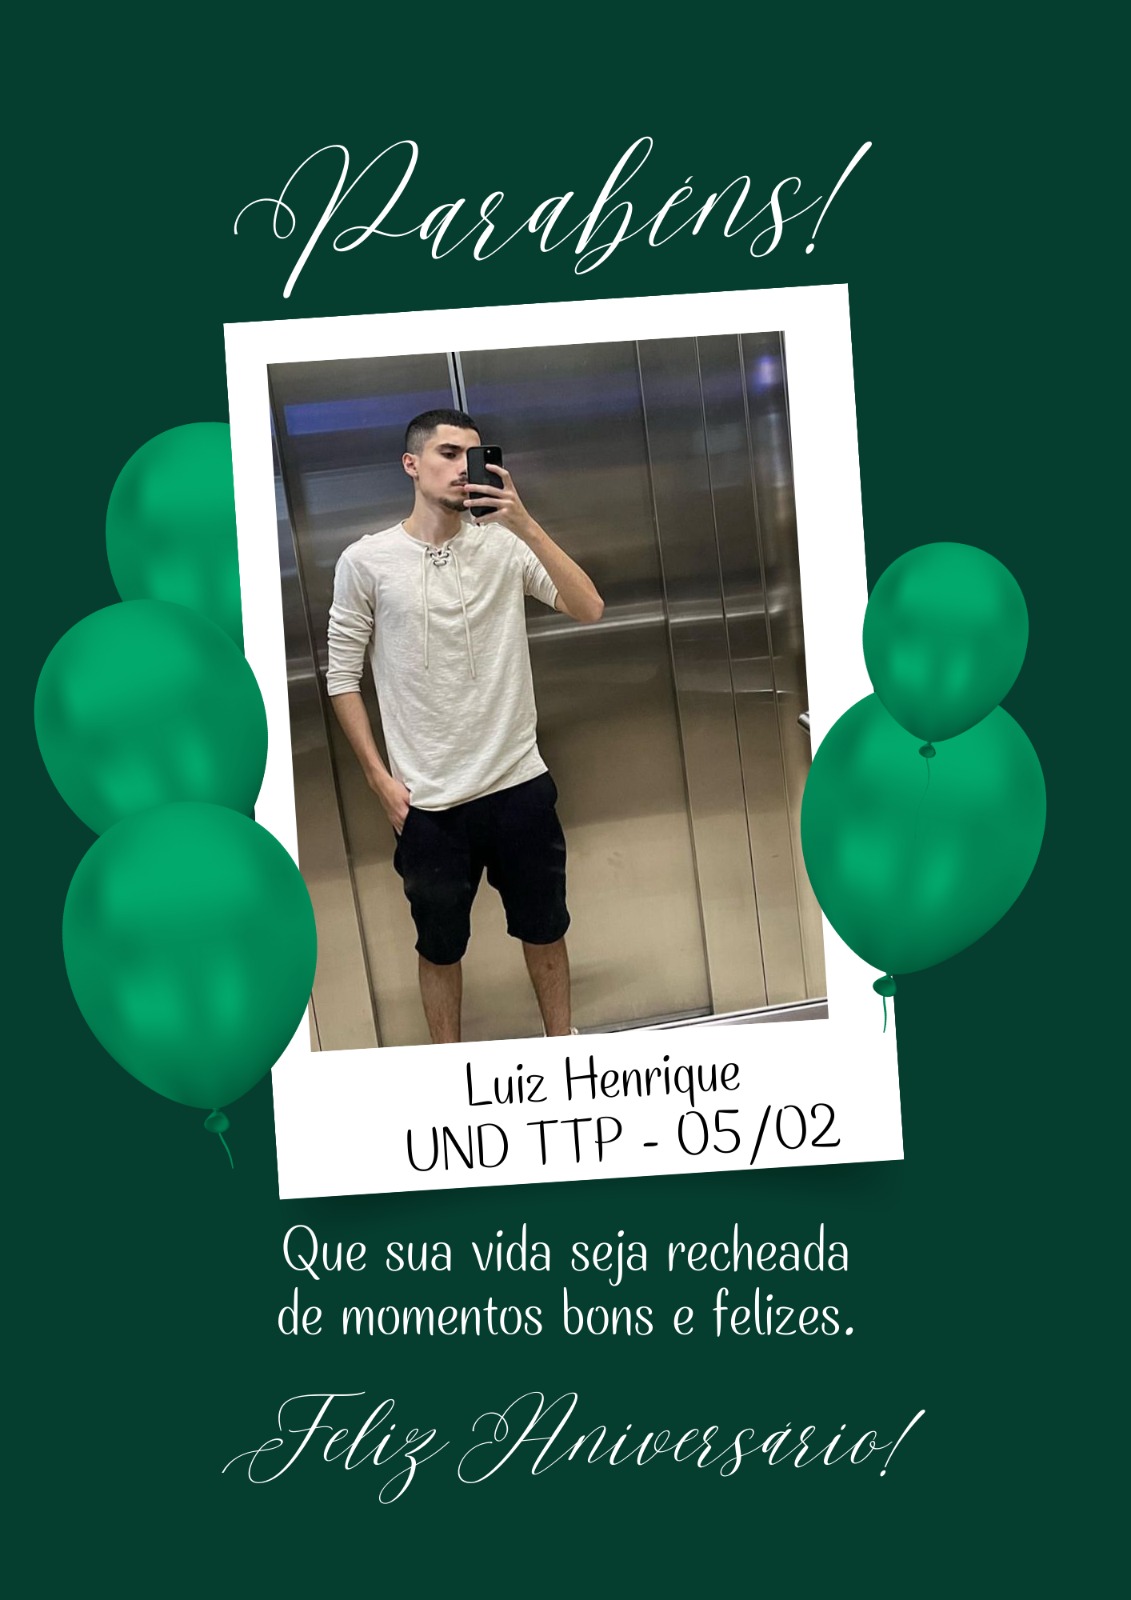 Parabéns!
Luiz Henrique
UND TTP - 05/02
Que sua vida seja recheada
de momentos bons e felizes.
Feliz Aniversário!